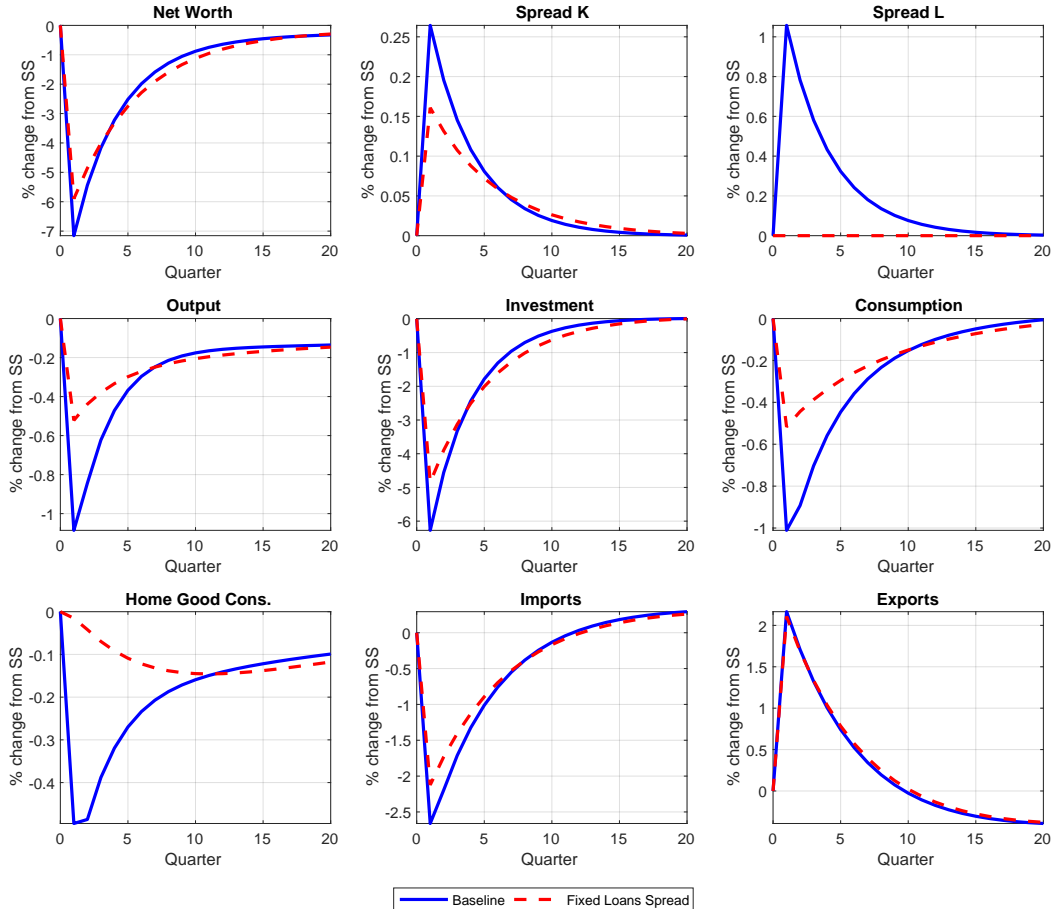 Net Worth
Spread K
Spread L
% change from SS
0
-1
-2
-3
-4
-5
-6
-7
0 5 10 15 20
Quarter
% change from SS
0.25
0.2
0.15
0.1
0.05
0
0 5 10 15 20
Quarter
% change from SS
1
0.8
0.6
0.4
0.2
0
0 5 10 15 20
Quarter
Output
Investment
Consumption
% change from SS
0
-0.2
-0.4
-0.6
-0.8
-1
0 5 10 15 20
Quarter
% change from SS
0
-1
-2
-3
-4
-5
-6
0 5 10 15 20
Quarter
% change from SS
0
-0.2
-0.4
-0.6
-0.8
-1
0 5 10 15 20
Quarter
Home Good Cons.
Imports
Exports
% change from SS
0
-0.1
-0.2
-0.3
-0.4
0 5 10 15 20
Quarter
% change from SS
0
-0.5
-1
-1.5
-2
-2.5
0 5 10 15 20
Quarter
% change from SS
2
1.5
1
0.5
0
0 5 10 15 20
Quarter
Baseline Fixed Loans Spread